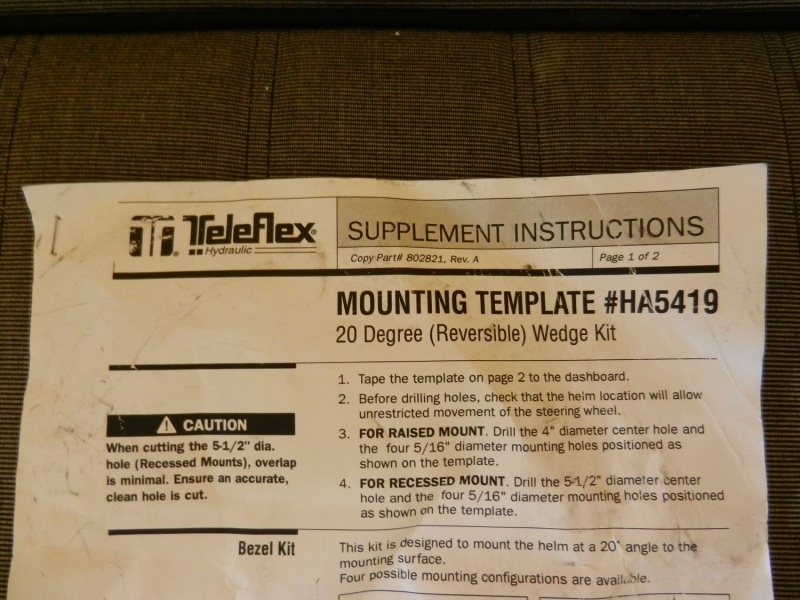 Teleflex®
Hydraulic
SUPPLEMENT INSTRUCTIONS
Copy Part# 802821, Rev. A
Page 1 of 2
MOUNTING TEMPLATE #HA5419
20 Degree (Reversible) Wedge Kit
1. Tape the template on page 2 to the dashboard.
2. Before drilling holes, check that the helm location will allow
unrestricted movement of the steering wheel.
3. FOR RAISED MOUNT. Drill the 4" diameter center hole and
the four 5/16" diameter mounting holes positioned as
shown on the template.
4. FOR RECESSED MOUNT. Drill the 5-1/2" diameter center
hole and the four 5/16" diameter mounting holes positioned
as shown on the template.
CAUTION
When cutting the 5-1/2" dia.
hole (Recessed Mounts), overlap
is minimal. Ensure an accurate,
clean hole is cut.
Bezel Kit
This kit is designed to mount the helm at a 20° angle to the
mounting surface.
Four possible mounting configurations are available.